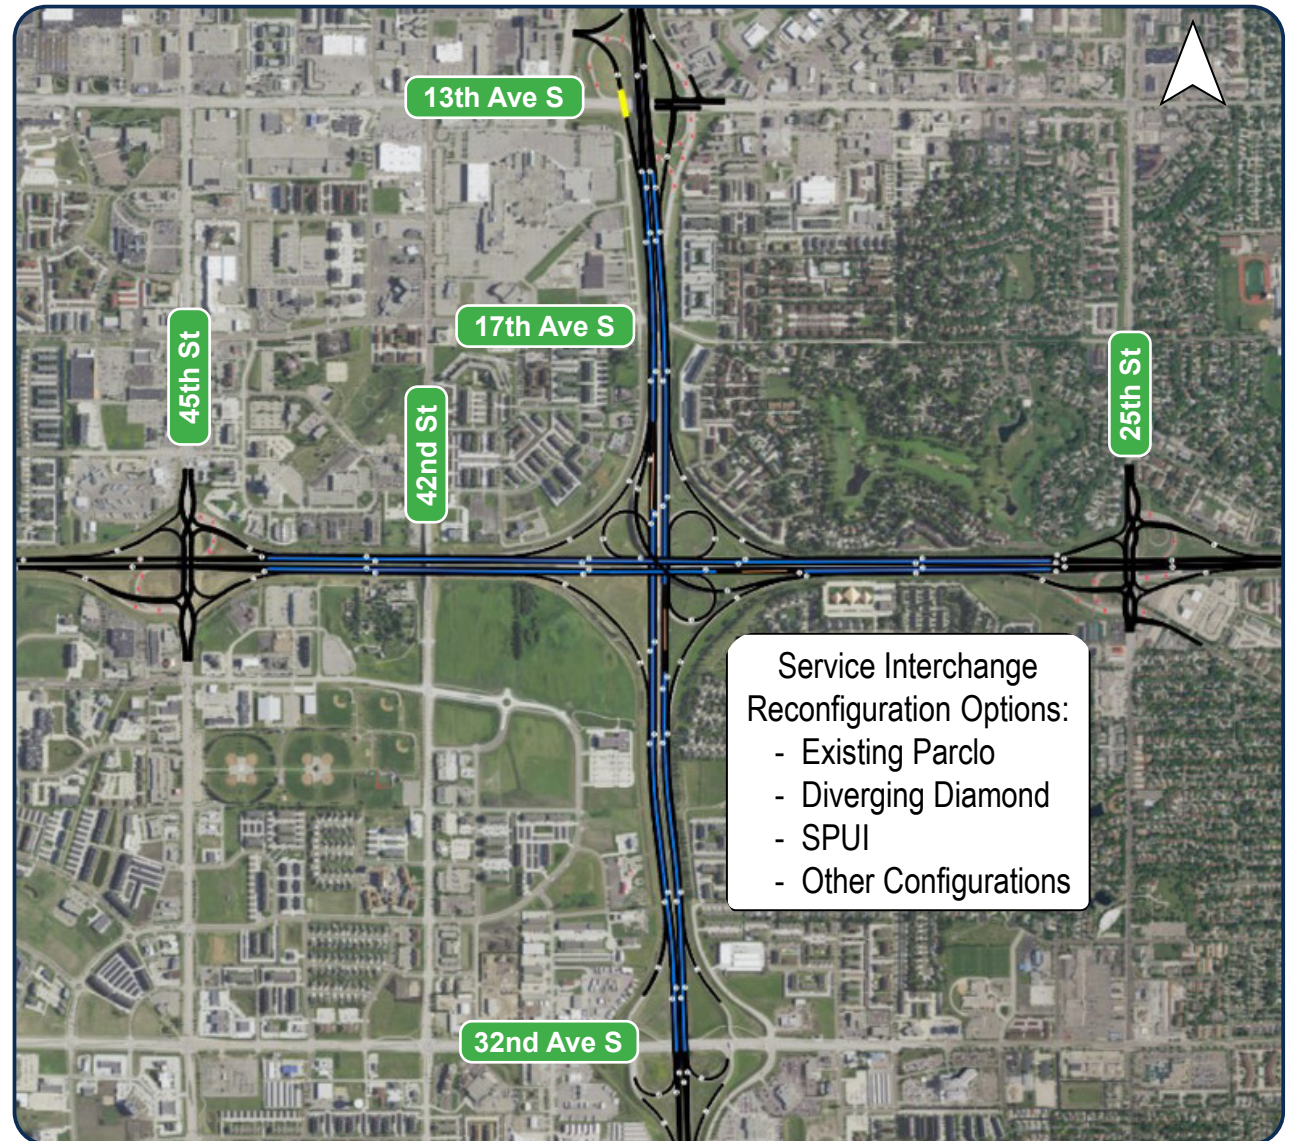 13th Ave S
17th Ave S
45th St
42nd St
25th St
Service Interchange
Reconfiguration Options:
- Existing Parclo
- Diverging Diamond
- SPUI
- Other Configurations
32nd Ave S